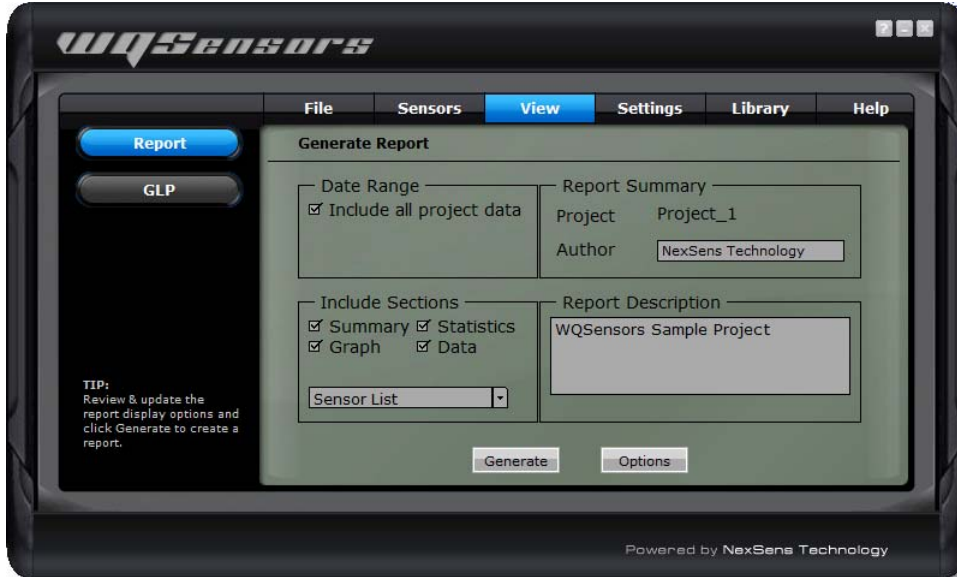 WQSensors
? - x
File Sensors View Settings Library Help
Report
GLP
TIP:
Review & update the
report display options and
click Generate to create a
report.
Generate Report
Date Range
Include all project data
Report Summary
Project Project_1
Author NexSens Technology
Include Sections
Summary Statistics
Graph Data
Sensor List
Report Description
WQSensors Sample Project
Generate Options
Powered by NexSens Technology